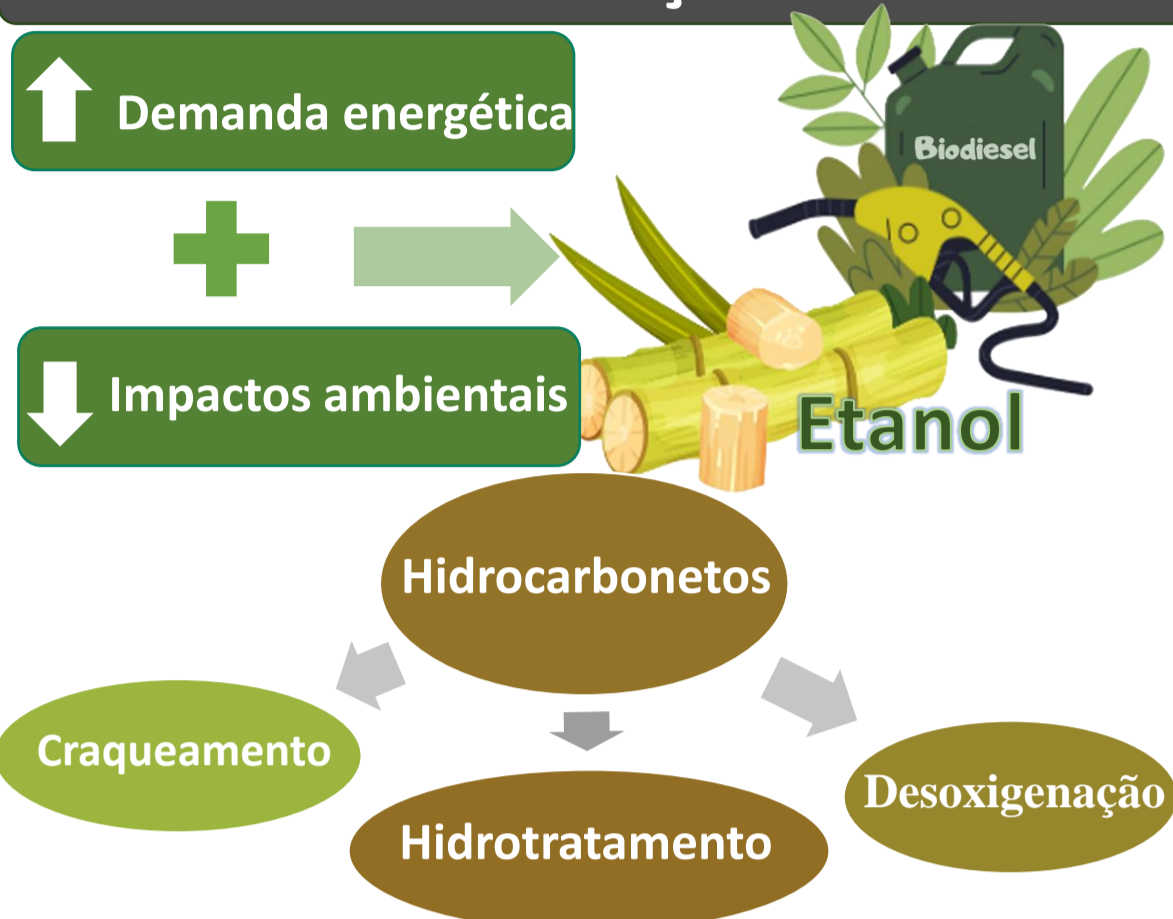 Demanda energética
Biodiesel
Impactos ambientais
Etanol
Hidrocarbonetos
Craqueamento
Desoxigenação
Hidrotratamento